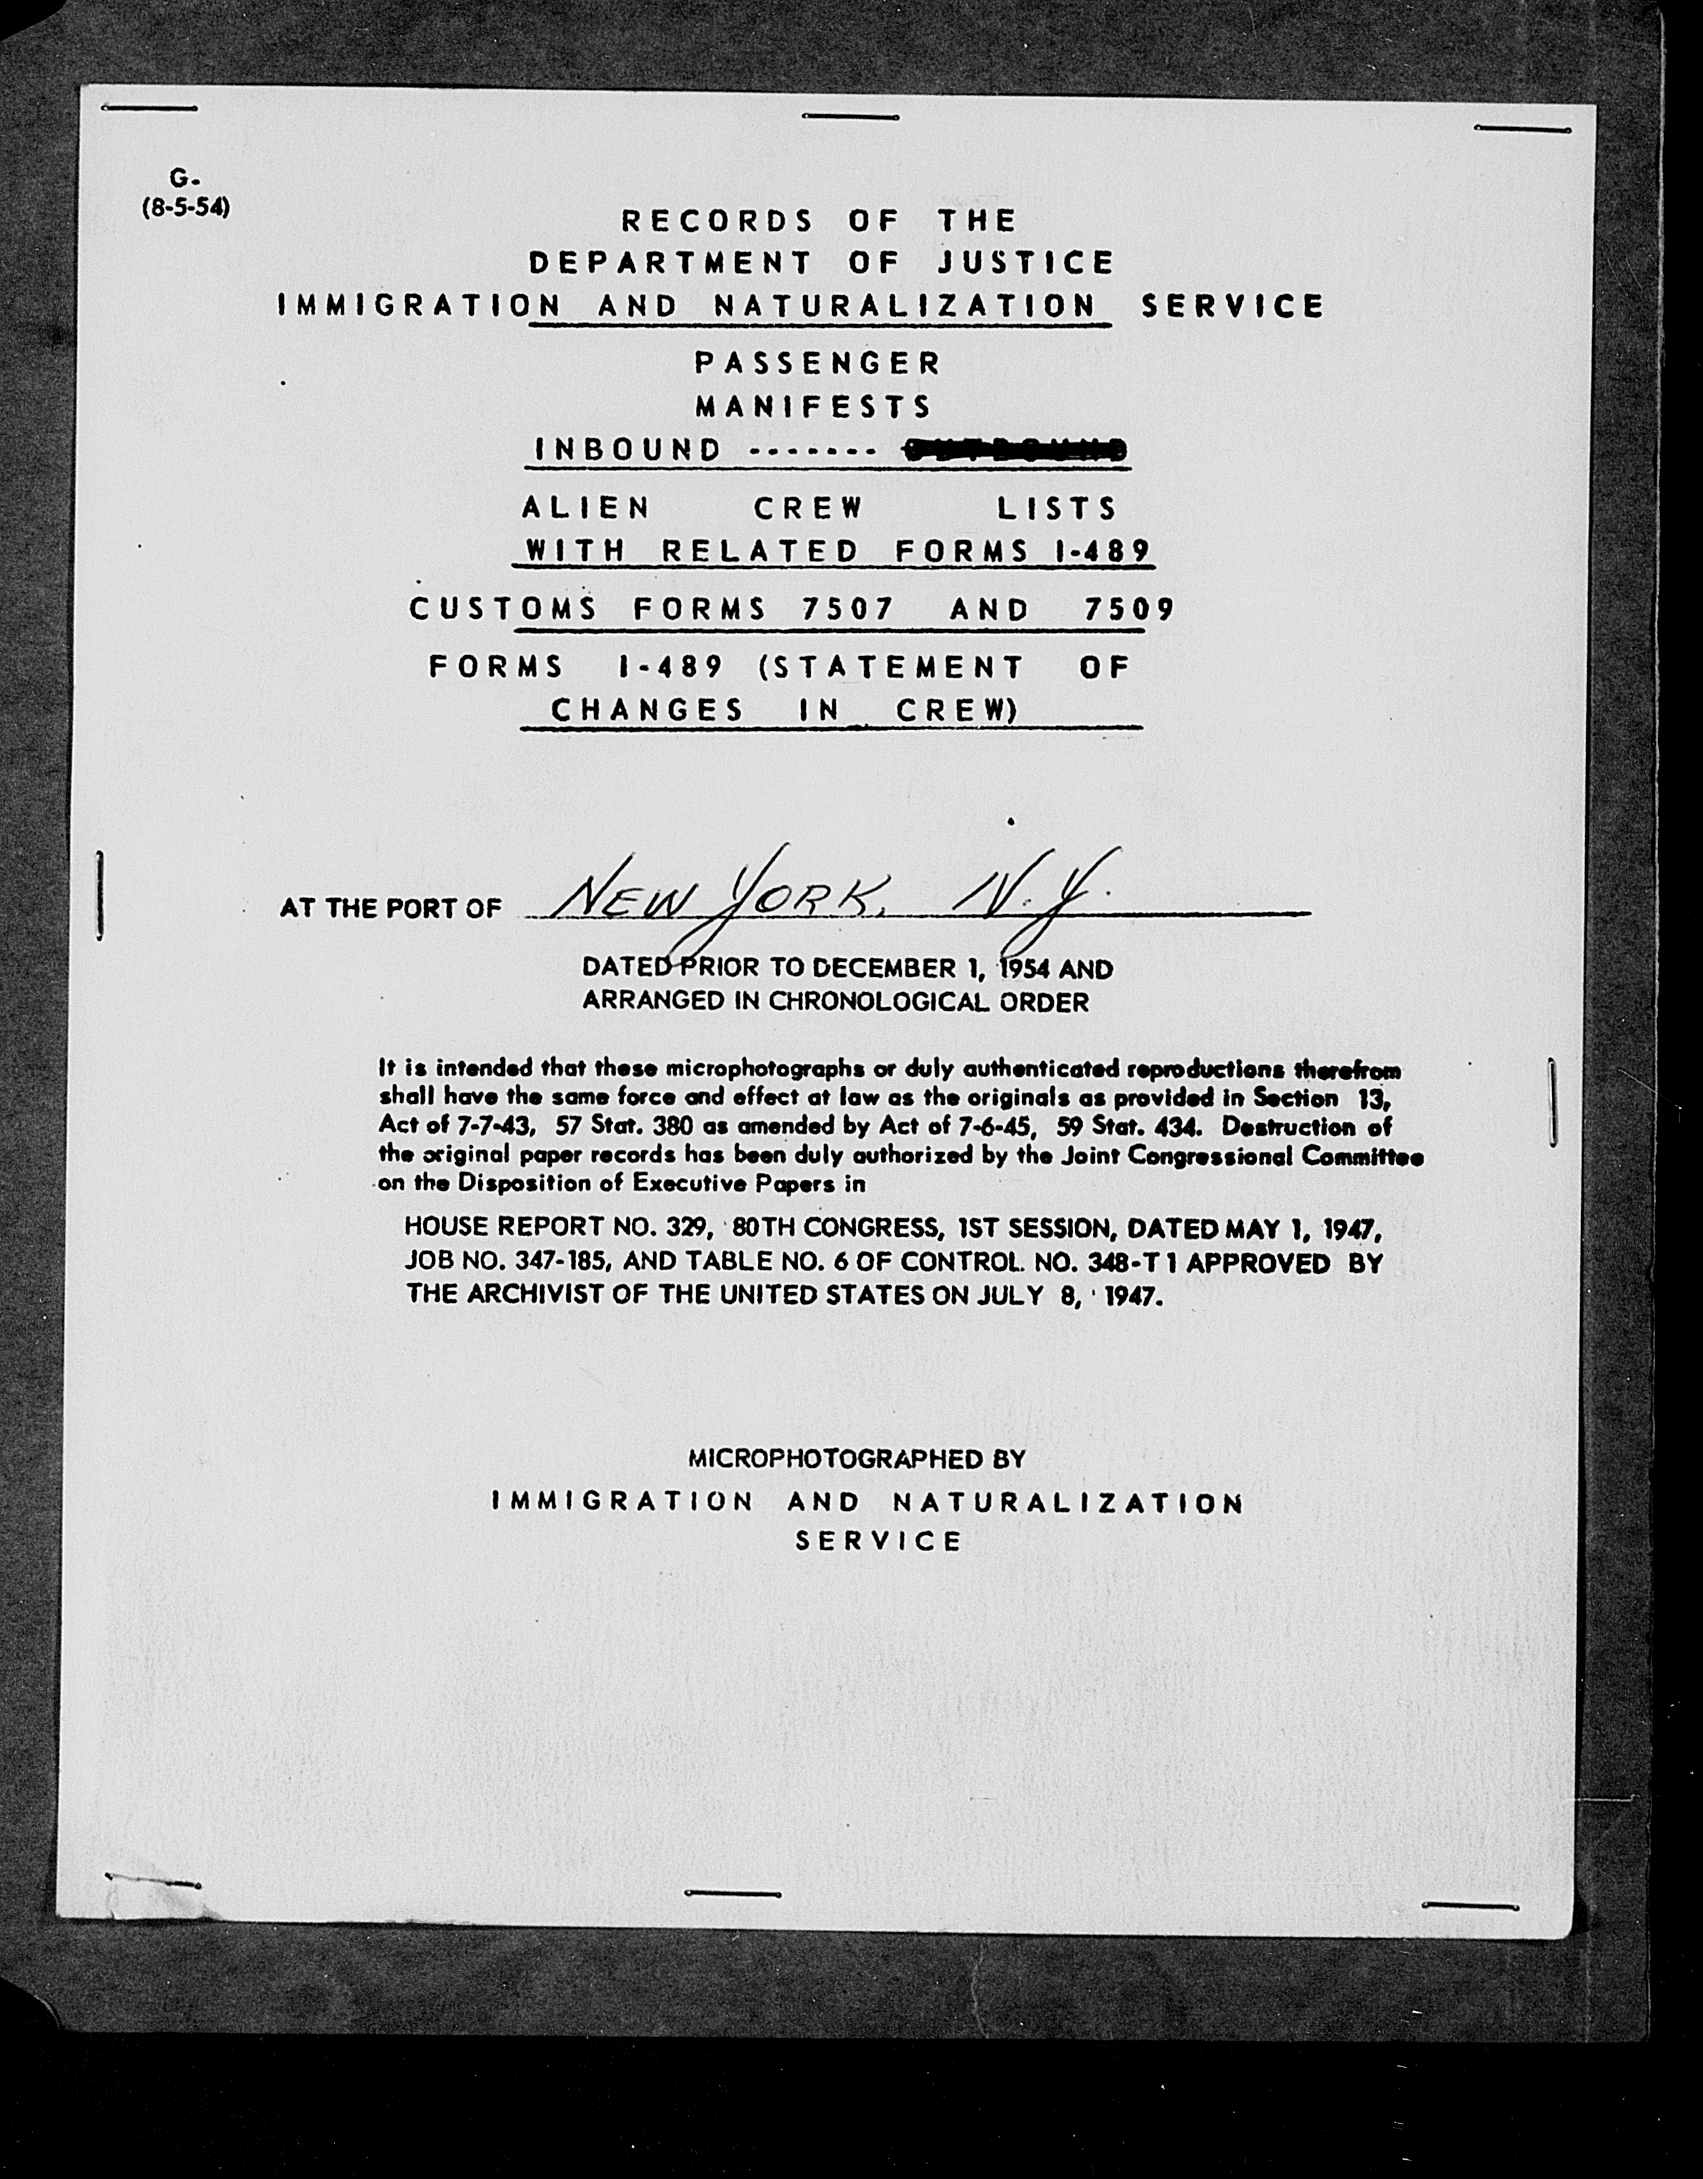 G-
(8-5-54)
RECORDS OF THE
DEPARTMENT OF JUSTICE
IMMIGRATION AND NATURALIZATION SERVICE
PASSENGER
MANIFESTS
INBOUND -------
ALIEN CREW LISTS
WITH RELATED FORMS I-489
CUSTOMS FORMS 7507 AND 7509
FORMS I-489 (STATEMENT OF
CHANGES IN CREW)
AT THE PORT OF NEW YORK, N.Y.
DATED PRIOR TO DECEMBER 1, 1954 AND
ARRANGED IN CHRONOLOGICAL ORDER
It is intended that these microphotographs or duly authenticated reproductions therefrom
shall have the same force and effect at law as the originals as provided in Section 13,
Act of 7-7-43, 57 Stat. 380 as amended by Act of 7-6-45, 59 Stat. 434. Destruction of
the original paper records has been duly authorized by the Joint Congressional Committee
on the Disposition of Executive Papers in
HOUSE REPORT NO. 329, 80TH CONGRESS, 1ST SESSION, DATED MAY 1, 1947,
JOB NO. 347-185, AND TABLE NO. 6 OF CONTROL NO. 348-T1 APPROVED BY
THE ARCHIVIST OF THE UNITED STATES ON JULY 8, 1947.
MICROPHOTOGRAPHED BY
IMMIGRATION AND NATURALIZATION
SERVICE